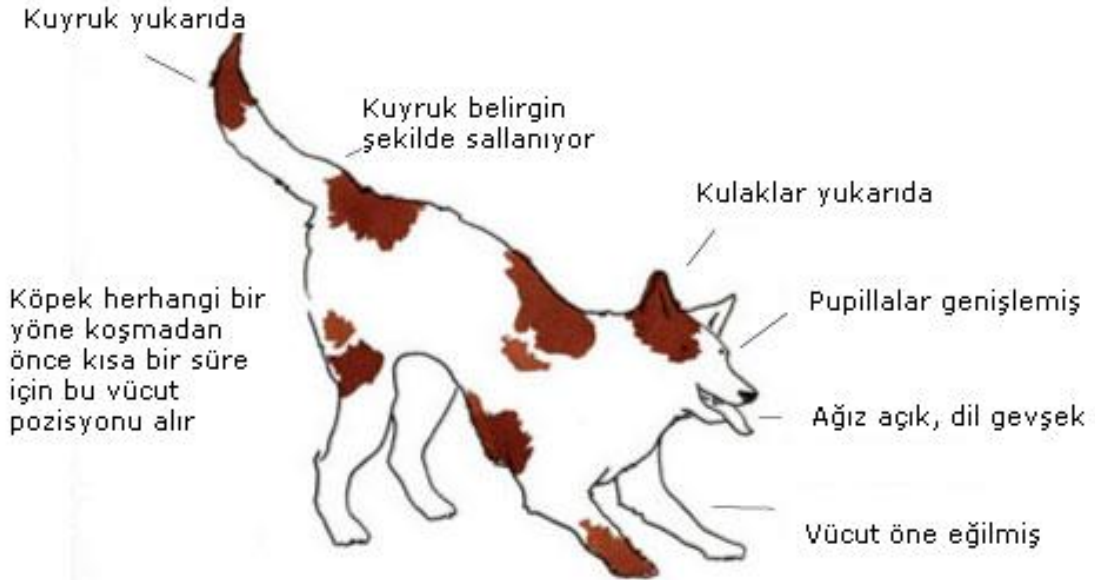 Kuyruk yukarıda
Kuyruk belirgin
şekilde sallanıyor
Kulaklar yukarıda
Köpek herhangi bir
yöne koşmadan
önce kısa bir süre
için bu vücut
pozisyonu alır
Pupillalar genişlemiş
Ağız açık, dil gevşek
Vücut öne eğilmiş